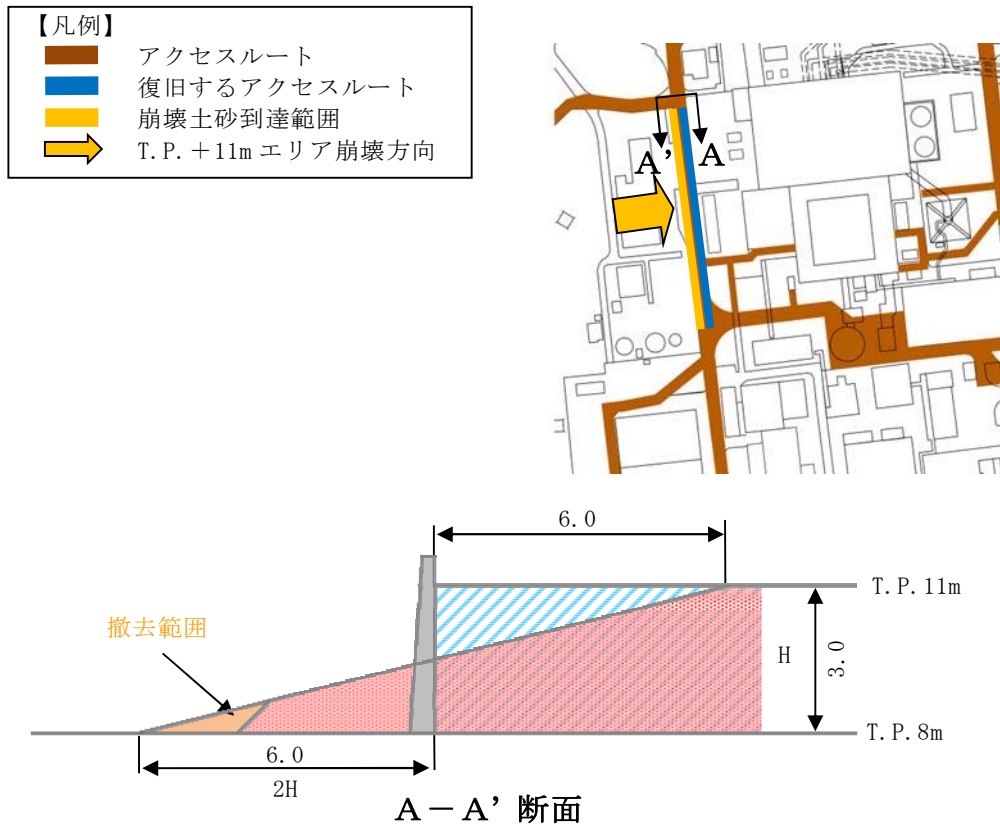 【凡例】
アクセスルート
復旧するアクセスルート
崩壊土砂到達範囲
T.P.＋11mエリア崩壊方向
A’
A
6.0
T.P.11m
撤去範囲
H
3.0
T.P.8m
6.0
2H
A－A’断面